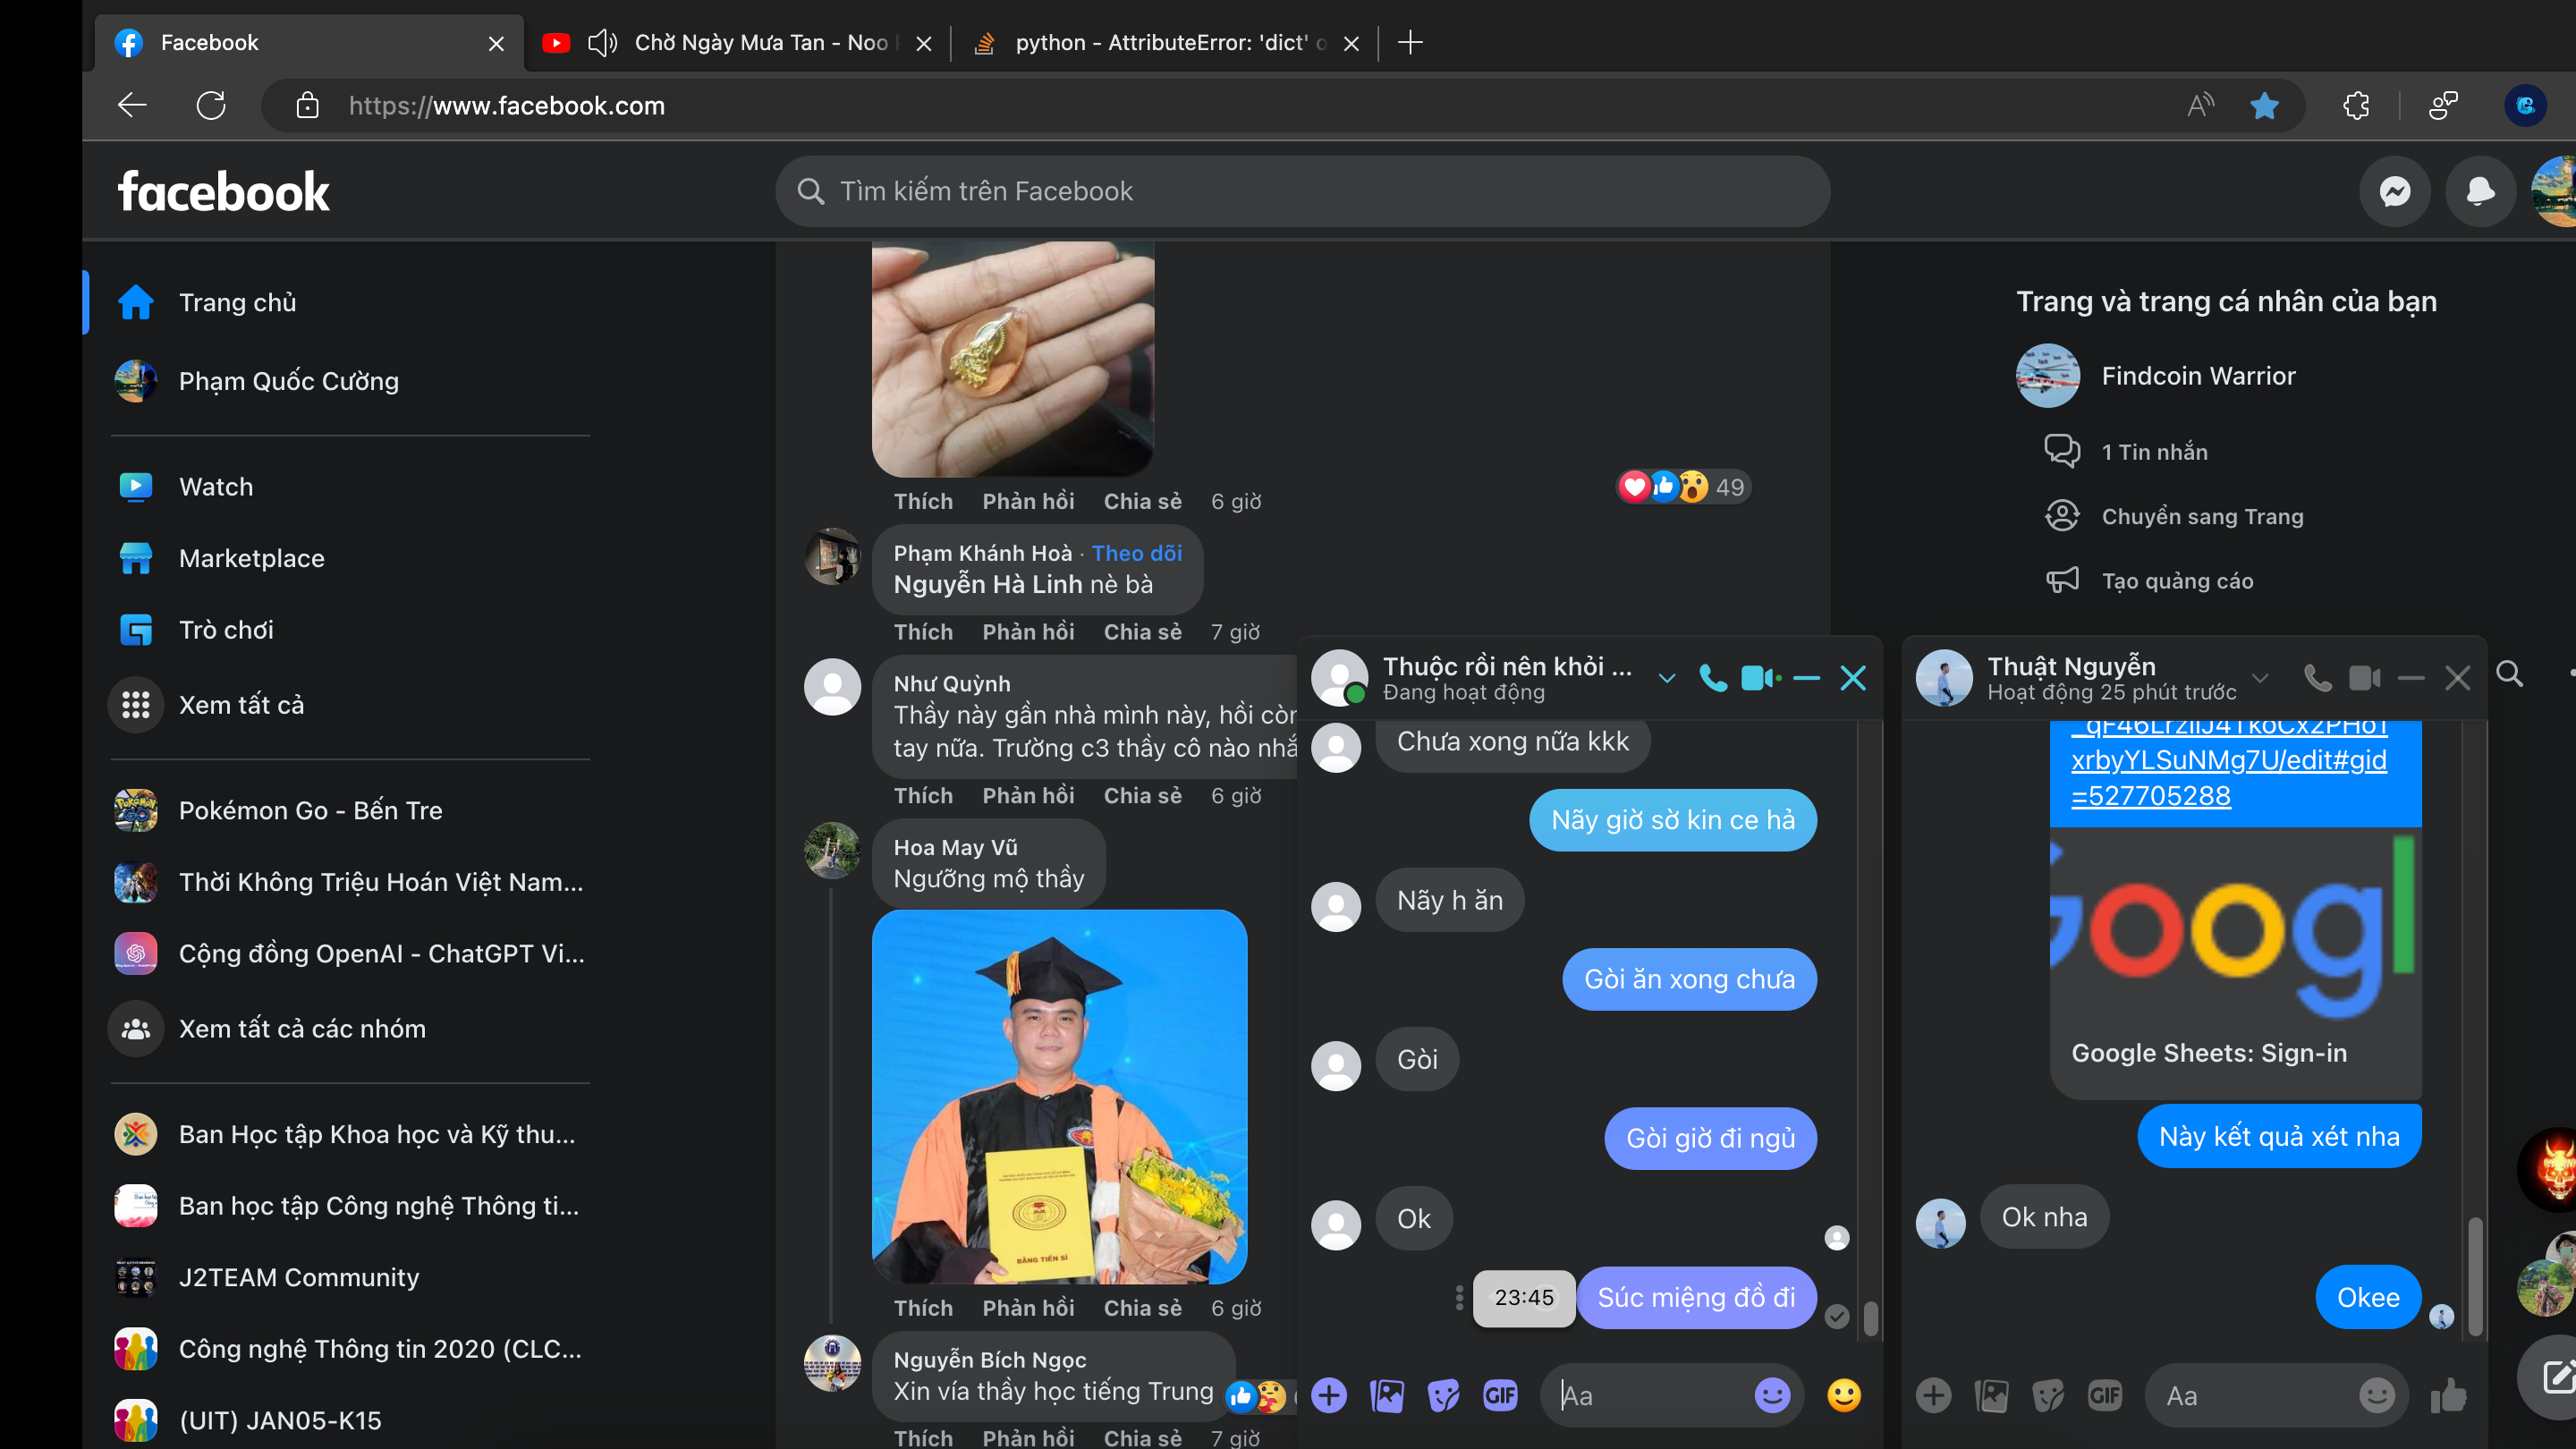 Facebook
Chờ Ngày Mưa Tan - Noo
python - AttributeError: 'dict' o
https://www.facebook.com
facebook
Tìm kiếm trên Facebook
Trang chủ
Phạm Quốc Cường
Watch
Marketplace
Trò chơi
Xem tất cả
Pokémon Go - Bến Tre
Thời Không Triệu Hoán Việt Nam...
Cộng đồng OpenAI - ChatGPT Vi...
Xem tất cả các nhóm
Ban Học tập Khoa học và Kỹ thu...
Ban học tập Công nghệ Thông ti...
J2TEAM Community
Công nghệ Thông tin 2020 (CLC...
(UIT) JAN05-K15
Thích Phản hồi Chia sẻ 6 giờ
49
Phạm Khánh Hoà · Theo dõi
Nguyễn Hà Linh nè bà
Thích Phản hồi Chia sẻ 7 giờ
Như Quỳnh
Thầy này gần nhà mình này, hồi còn
tay nữa. Trường c3 thầy cô nào nhắ
Thích Phản hồi Chia sẻ 6 giờ
Hoa May Vũ
Ngưỡng mộ thầy
BẰNG TIẾN SĨ
Thích Phản hồi Chia sẻ 6 giờ
Nguyễn Bích Ngọc
Xin vía thầy học tiếng Trung
Thích Phản hồi Chia sẻ 7 giờ
Trang và trang cá nhân của bạn
Findcoin Warrior
1 Tin nhắn
Chuyển sang Trang
Tạo quảng cáo
Thuộc rồi nên khỏi ...
Đang hoạt động
Chưa xong nữa kkk
Nãy giờ sờ kin ce hả
Nãy h ăn
Gòi ăn xong chưa
Gòi
Gòi giờ đi ngủ
Ok
23:45
Súc miệng đồ đi
GIF
Aa
Thuật Nguyễn
Hoạt động 25 phút trước
xrbyYLSuNMg7U/edit#gid
=527705288
Googl
Google Sheets: Sign-in
Này kết quả xét nha
Ok nha
Okee
GIF
Aa